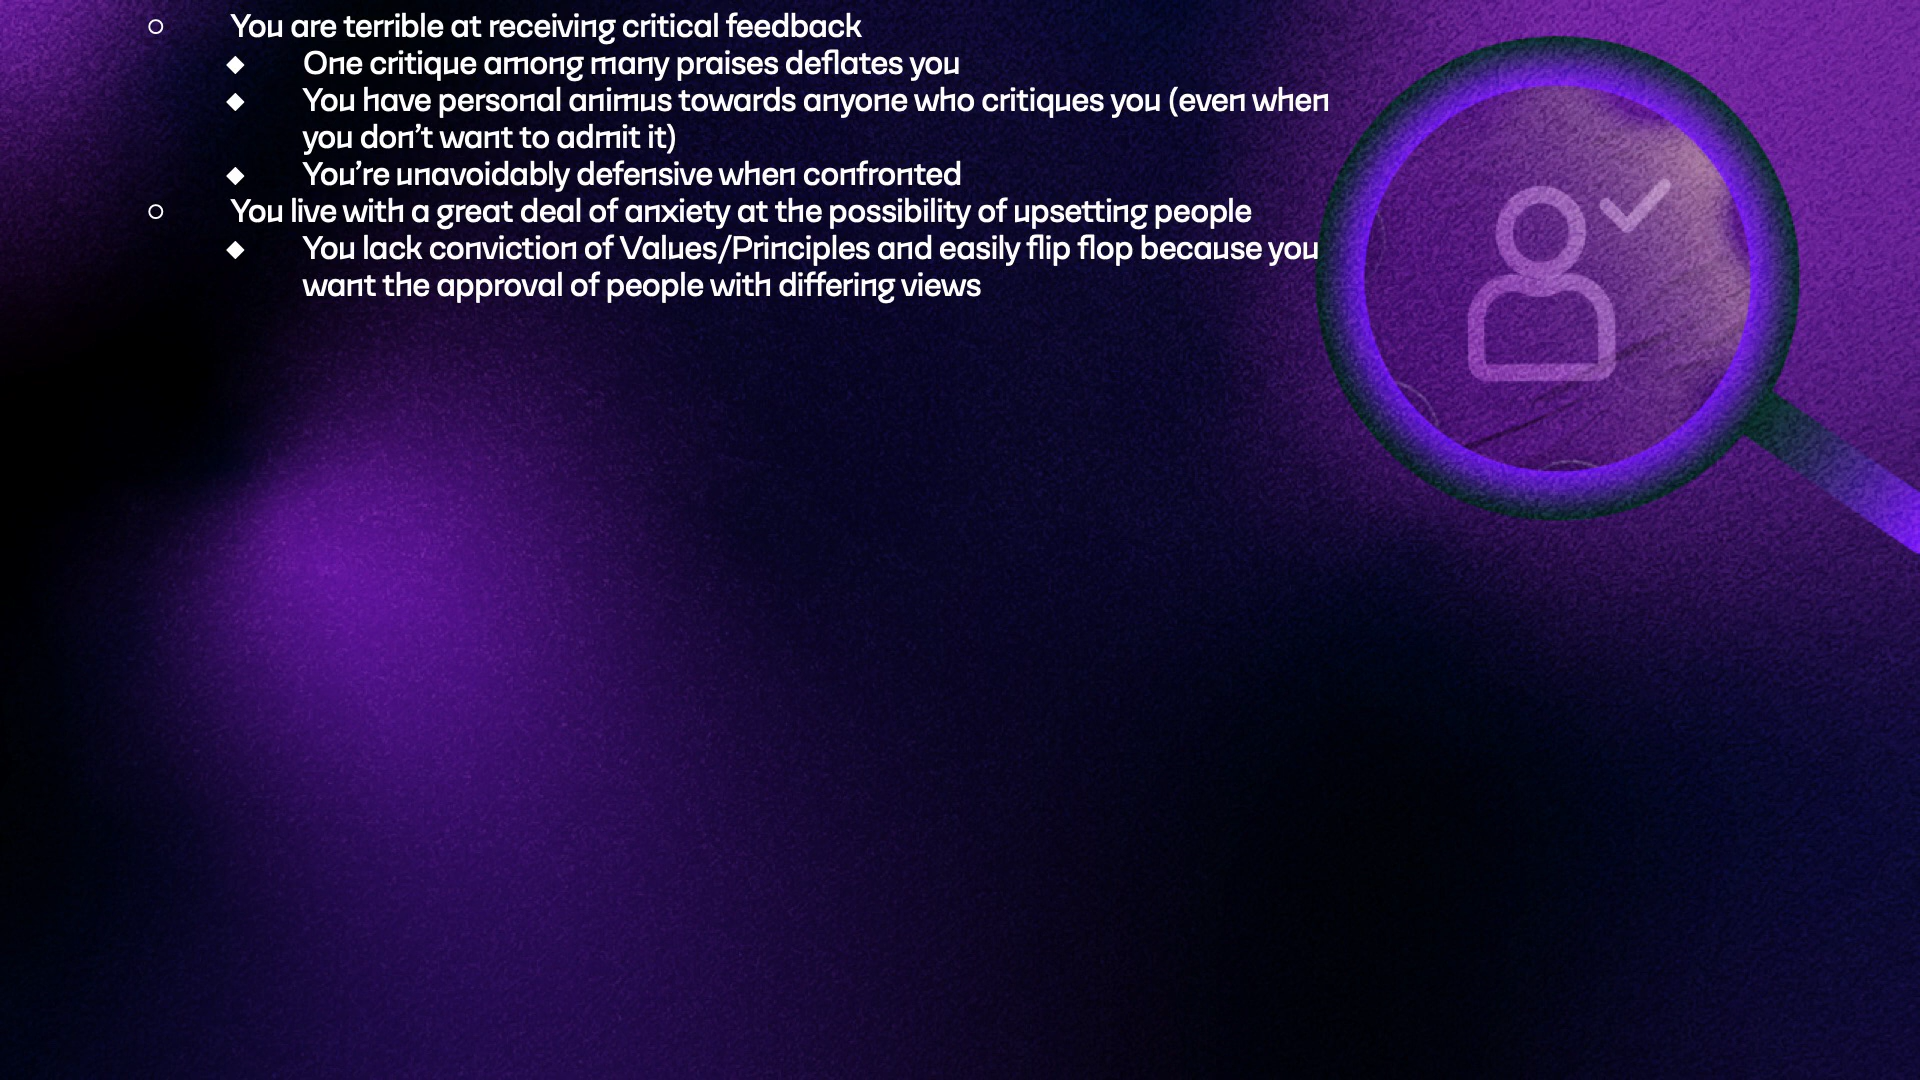 ○ You are terrible at receiving critical feedback
◆ One critique among many praises deflates you
◆ You have personal animus towards anyone who critiques you (even when
you don’t want to admit it)
◆ You’re unavoidably defensive when confronted
○ You live with a great deal of anxiety at the possibility of upsetting people
◆ You lack conviction of Values/Principles and easily flip flop because you
want the approval of people with differing views